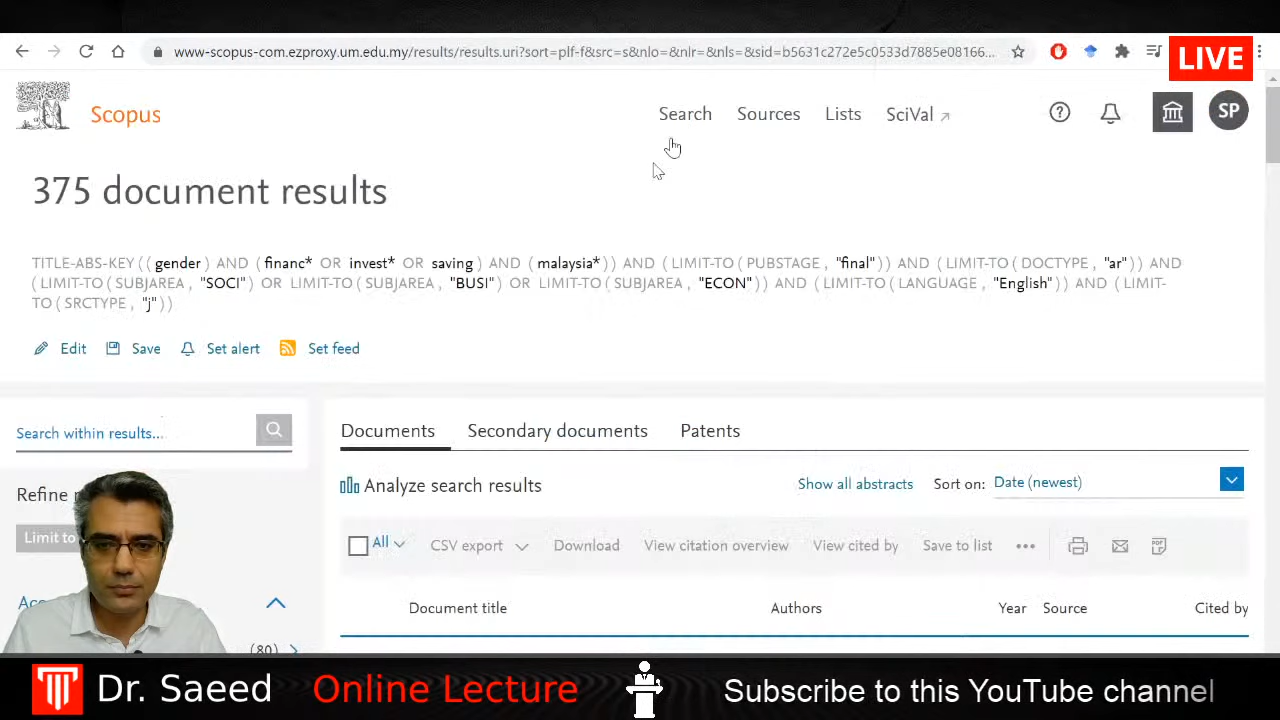 www-scopus-com.ezproxy.um.edu.my/results/results.uri?sort=plf-f&src=s&nlo=&nlr=&nls=&sid=b5631c272e5c0533d7885e08166...
LIVE
Scopus
Search Sources Lists SciVal
SP
375 document results
TITLE-ABS-KEY ( ( gender ) AND ( financ* OR invest* OR saving ) AND ( malaysia* ) ) AND ( LIMIT-TO ( PUBSTAGE , "final" ) ) AND ( LIMIT-TO ( DOCTYPE , "ar" ) ) AND
( LIMIT-TO ( SUBJAREA , "SOCI" ) OR LIMIT-TO ( SUBJAREA , "BUSI" ) OR LIMIT-TO ( SUBJAREA , "ECON" ) ) AND ( LIMIT-TO ( LANGUAGE , "English" ) ) AND ( LIMIT-
TO ( SRCTYPE , "j" ) )
Edit Save Set alert Set feed
Search within results...
Documents Secondary documents Patents
Refine
Analyze search results Show all abstracts Sort on: Date (newest)
Limit to
All CSV export Download View citation overview View cited by Save to list
Document title Authors Year Source Cited by
(80)
Dr. Saeed Online Lecture Subscribe to this YouTube channel